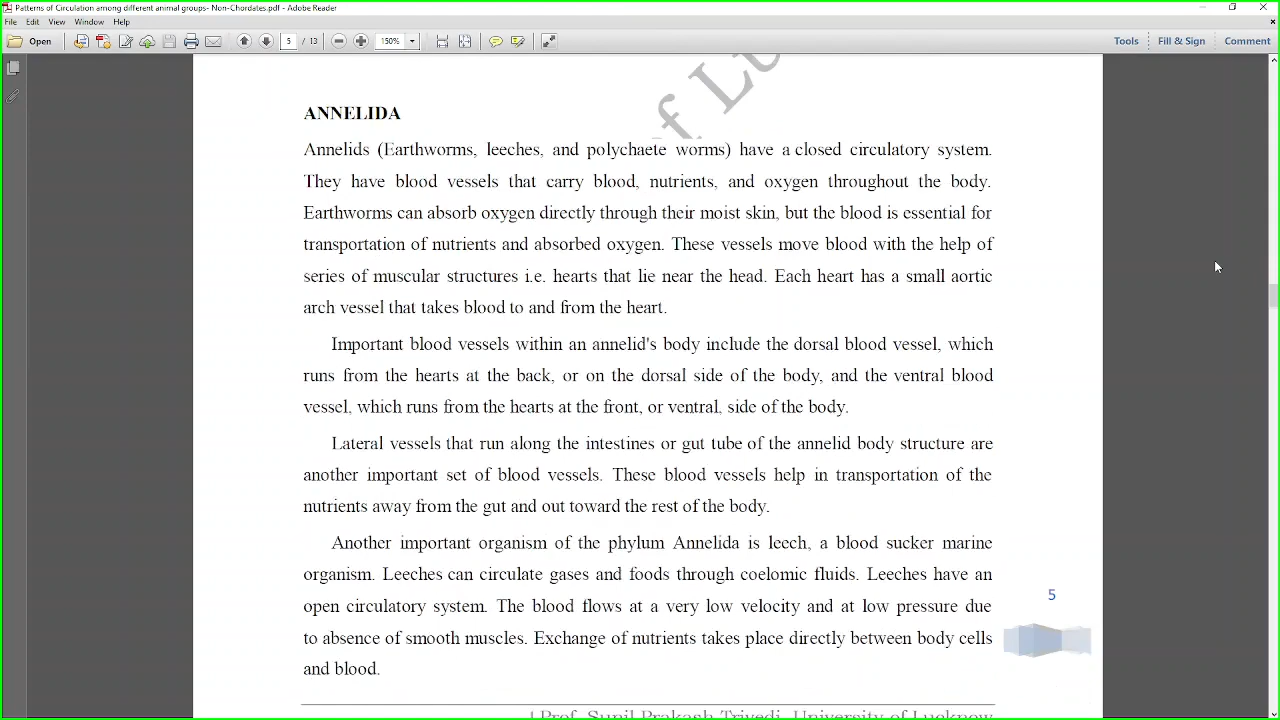 Patterns of Circulation among different animal groups- Non-Chordates.pdf - Adobe Reader
File Edit View Window Help
Open 5 / 13 150% Tools Fill & Sign Comment
of Lu
ANNELIDA
Annelids (Earthworms, leeches, and polychaete worms) have a closed circulatory system.
They have blood vessels that carry blood, nutrients, and oxygen throughout the body.
Earthworms can absorb oxygen directly through their moist skin, but the blood is essential for
transportation of nutrients and absorbed oxygen. These vessels move blood with the help of
series of muscular structures i.e. hearts that lie near the head. Each heart has a small aortic
arch vessel that takes blood to and from the heart.
Important blood vessels within an annelid's body include the dorsal blood vessel, which
runs from the hearts at the back, or on the dorsal side of the body, and the ventral blood
vessel, which runs from the hearts at the front, or ventral, side of the body.
Lateral vessels that run along the intestines or gut tube of the annelid body structure are
another important set of blood vessels. These blood vessels help in transportation of the
nutrients away from the gut and out toward the rest of the body.
Another important organism of the phylum Annelida is leech, a blood sucker marine
organism. Leeches can circulate gases and foods through coelomic fluids. Leeches have an
open circulatory system. The blood flows at a very low velocity and at low pressure due
to absence of smooth muscles. Exchange of nutrients takes place directly between body cells
and blood.
5
| Prof. Sunil Prakash Trivedi, University of Lucknow